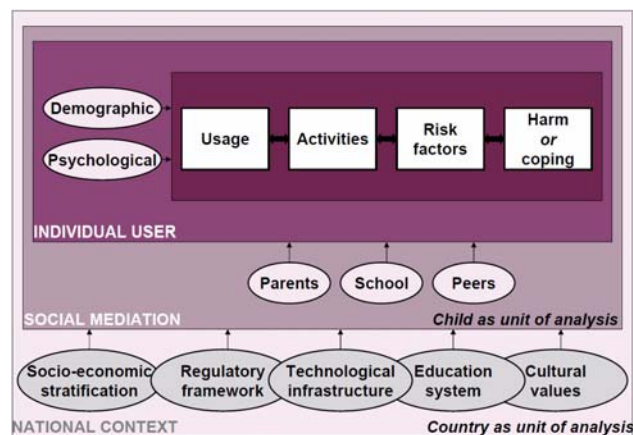 Demographic
Psychological
Usage
Activities
Risk
factors
Harm
or
coping
INDIVIDUAL USER
Parents
School
Peers
SOCIAL MEDIATION
Child as unit of analysis
Socio-economic
stratification
Regulatory
framework
Technological
infrastructure
Education
system
Cultural
values
NATIONAL CONTEXT
Country as unit of analysis